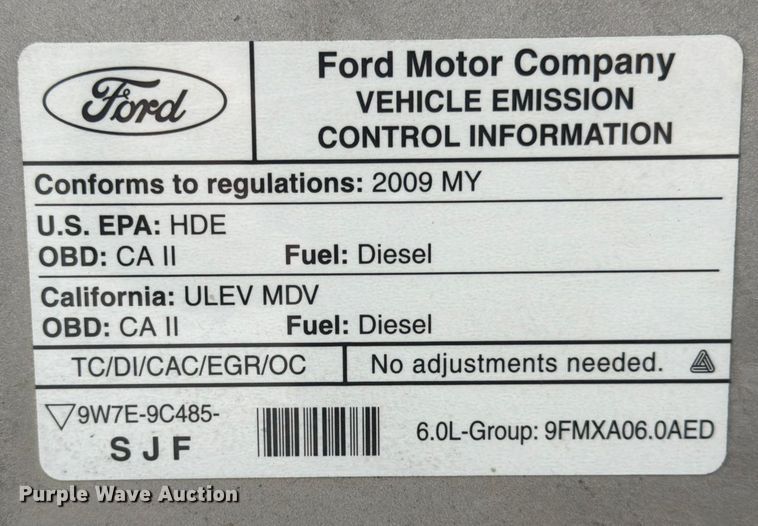 Ford
Ford Motor Company
VEHICLE EMISSION
CONTROL INFORMATION
Conforms to regulations: 2009 MY
U.S. EPA: HDE
OBD: CA II Fuel: Diesel
California: ULEV MDV
OBD: CA II Fuel: Diesel
TC/DI/CAC/EGR/OC
No adjustments needed.
9W7E-9C485-
SJF
6.0L-Group: 9FMXA06.0AED
Purple Wave Auction